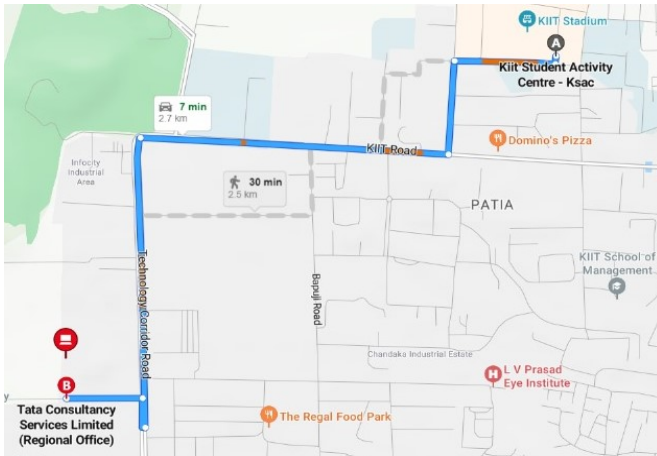 KIIT Stadium
A
Kiit Student Activity
Centre - Ksac
7 min
2.7 km
Domino's Pizza
KIIT Road
Infocity
Industrial
Area
30 min
2.5 km
PATIA
KIIT School of
Management
Technology Corridor Road
Bapuji Road
Chandaka Industrial Estate
L V Prasad
Eye Institute
B
Tata Consultancy
Services Limited
(Regional Office)
The Regal Food Park